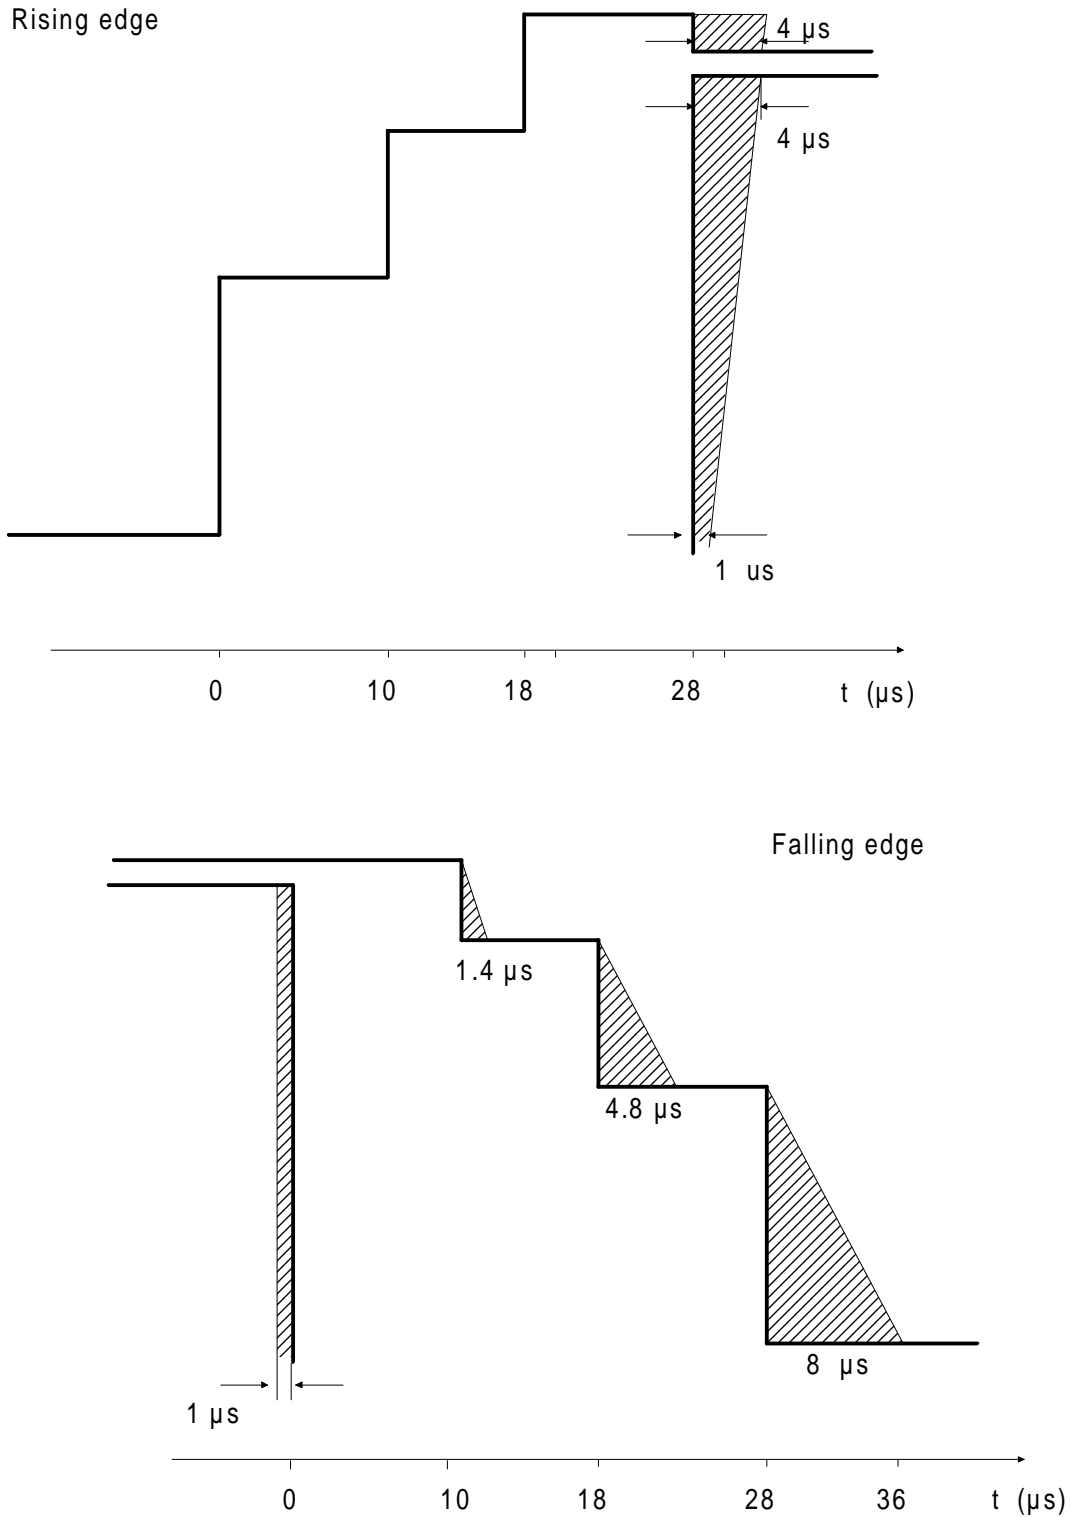 Rising edge
4 µs
4 µs
1 us
0 10 18 28 t (µs)
Falling edge
1.4 µs
4.8 µs
8 µs
1 µs
0 10 18 28 36 t (µs)